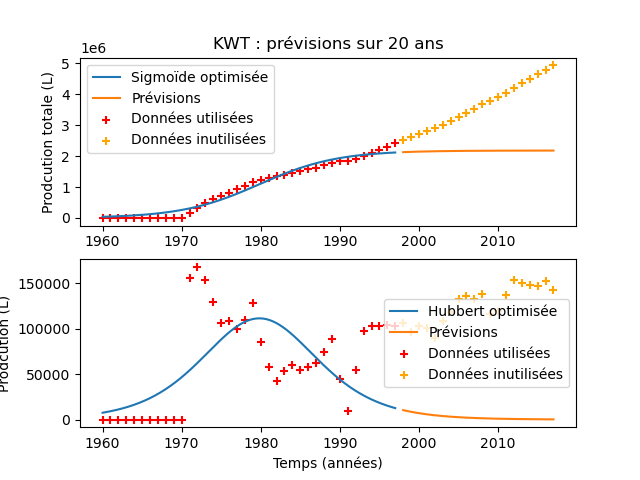 KWT : prévisions sur 20 ans
1e6
Prodcution totale (L)
5
4
3
2
1
0
Sigmoïde optimisée
Prévisions
Données utilisées
Données inutilisées
1960 1970 1980 1990 2000 2010
Prodcution (L)
150000
100000
50000
0
Hubbert optimisée
Prévisions
Données utilisées
Données inutilisées
1960 1970 1980 1990 2000 2010
Temps (années)